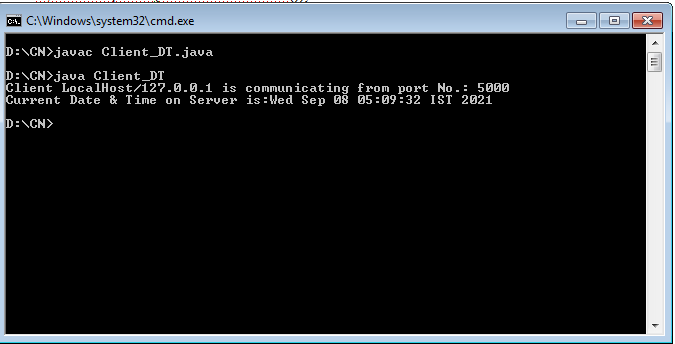 C:\Windows\system32\cmd.exe
D:\CN>javac Client_DT.java
D:\CN>java Client_DT
Client LocalHost/127.0.0.1 is communicating from port No.: 5000
Current Date & Time on Server is:Wed Sep 08 05:09:32 IST 2021
D:\CN>